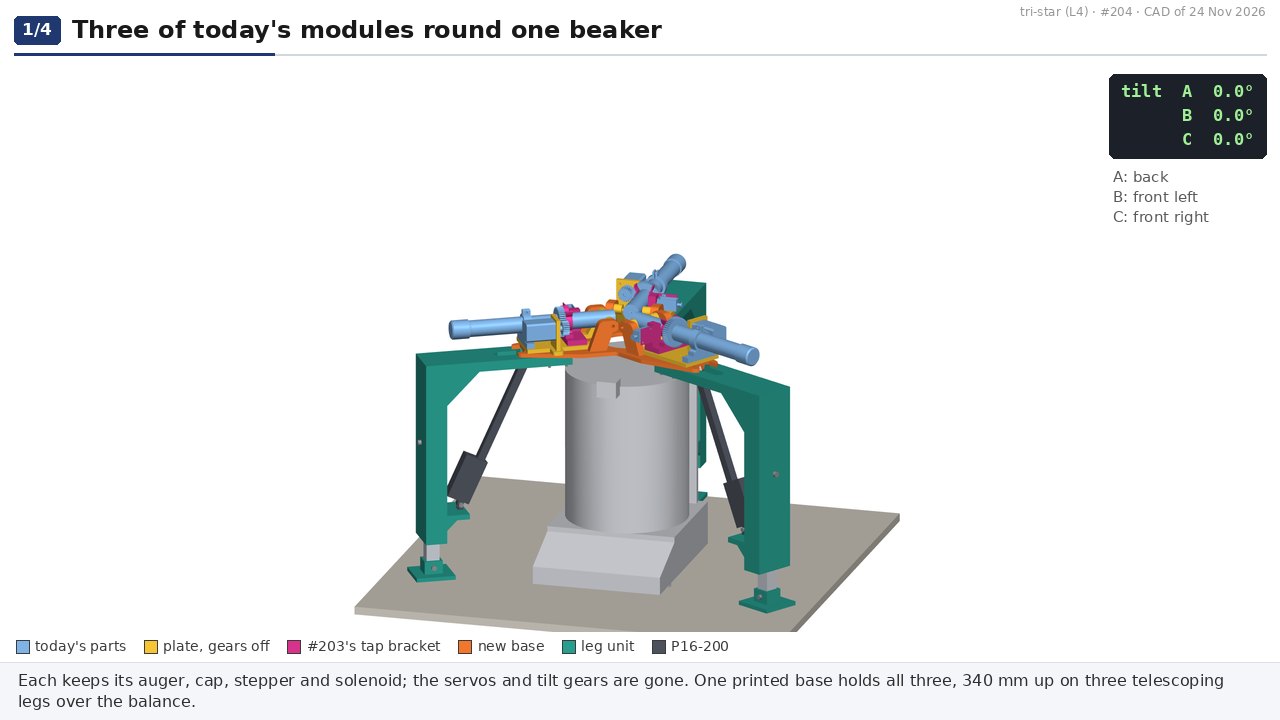 tri-star (L4) · #204 · CAD of 24 Nov 2026
1/4 Three of today's modules round one beaker
tilt A 0.0°
B 0.0°
C 0.0°
A: back
B: front left
C: front right
today's parts plate, gears off #203's tap bracket new base leg unit P16-200
Each keeps its auger, cap, stepper and solenoid; the servos and tilt gears are gone. One printed base holds all three, 340 mm up on three telescoping
legs over the balance.